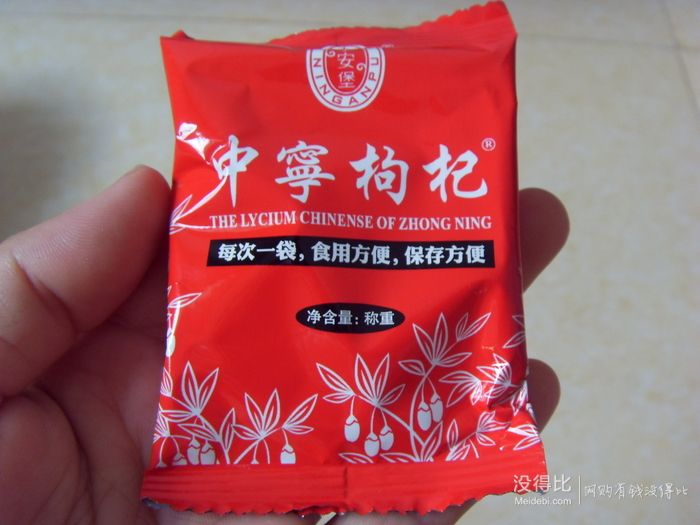 安堡
NINGANPU
中寧枸杞®
THE LYCIUM CHINENSE OF ZHONG NING
每次一袋，食用方便，保存方便
净含量：称重
没得比
Meidebi.com
网购有钱没得比